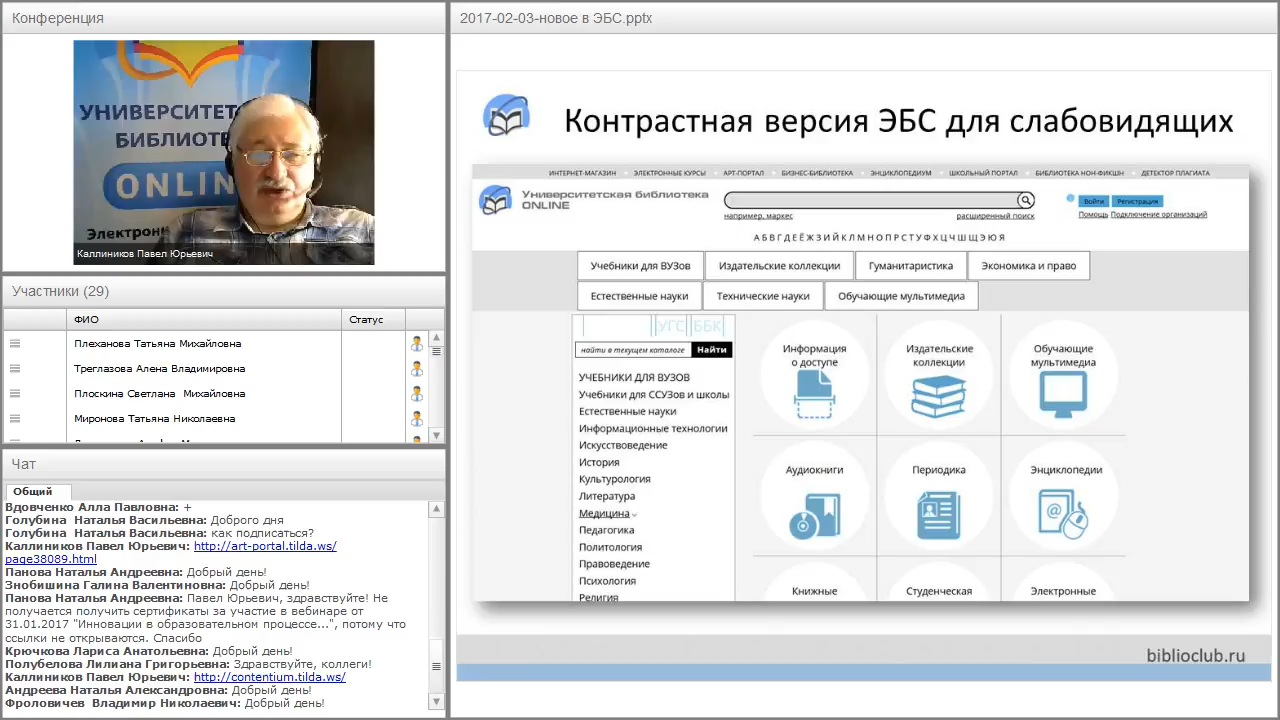 Конференция
УНИВЕРСИТЕТ
БИБЛИОТЕ
ONLIN
Электрон
Каллиников Павел Юрьевич
Участники (29)
ФИО
Статус
Плеханова Татьяна Михайловна
Треглазова Алена Владимировна
Плоскина Светлана Михайловна
Миронова Татьяна Николаевна
Чат
Общий
Вдовченко Алла Павловна: +
Голубина Наталья Васильевна: Доброго дня
Голубина Наталья Васильевна: как подписаться?
Каллиников Павел Юрьевич: http://art-portal.tilda.ws/
page38089.html
Панова Наталья Андреевна: Добрый день!
Знобишина Галина Валентиновна: Добрый день!
Панова Наталья Андреевна: Павел Юрьевич, здравствуйте! Не
получается получить сертификаты за участие в вебинаре от
31.01.2017 "Инновации в образовательном процессе...", потому что
ссылки не открываются. Спасибо
Крючкова Лариса Анатольевна: Добрый день!
Полубелова Лилиана Григорьевна: Здравствуйте, коллеги!
Каллиников Павел Юрьевич: http://contentium.tilda.ws/
Андреева Наталья Александровна: Добрый день!
Фроловичев Владимир Николаевич: Добрый день!
2017-02-03-новое в ЭБС.pptx
Контрастная версия ЭБС для слабовидящих
ИНТЕРНЕТ-МАГАЗИН ЭЛЕКТРОННЫЕ КУРСЫ АРТ-ПОРТАЛ БИЗНЕС-БИБЛИОТЕКА ЭНЦИКЛОПЕДИУМ ШКОЛЬНЫЙ ПОРТАЛ БИБЛИОТЕКА НОН-ФИКШН ДЕТЕКТОР ПЛАГИАТА
Университетская библиотека
ONLINE
например, маркес
расширенный поиск
Войти Регистрация
Помощь Подключение организаций
А Б В Г Д Е Ё Ж З И Й К Л М Н О П Р С Т У Ф Х Ц Ч Ш Щ Э Ю Я
Учебники для ВУЗов
Издательские коллекции
Гуманитаристика
Экономика и право
Естественные науки
Технические науки
Обучающие мультимедиа
УГС ББК
найти в текущем каталоге Найти
УЧЕБНИКИ ДЛЯ ВУЗОВ
Учебники для ССУЗов и школы
Естественные науки
Информационные технологии
Искусствоведение
История
Культурология
Литература
Медицина
Педагогика
Политология
Правоведение
Психология
Религия
Информация
о доступе
Издательские
коллекции
Обучающие
мультимедиа
Аудиокниги
Периодика
Энциклопедии
Книжные
Студенческая
Электронные
biblioclub.ru